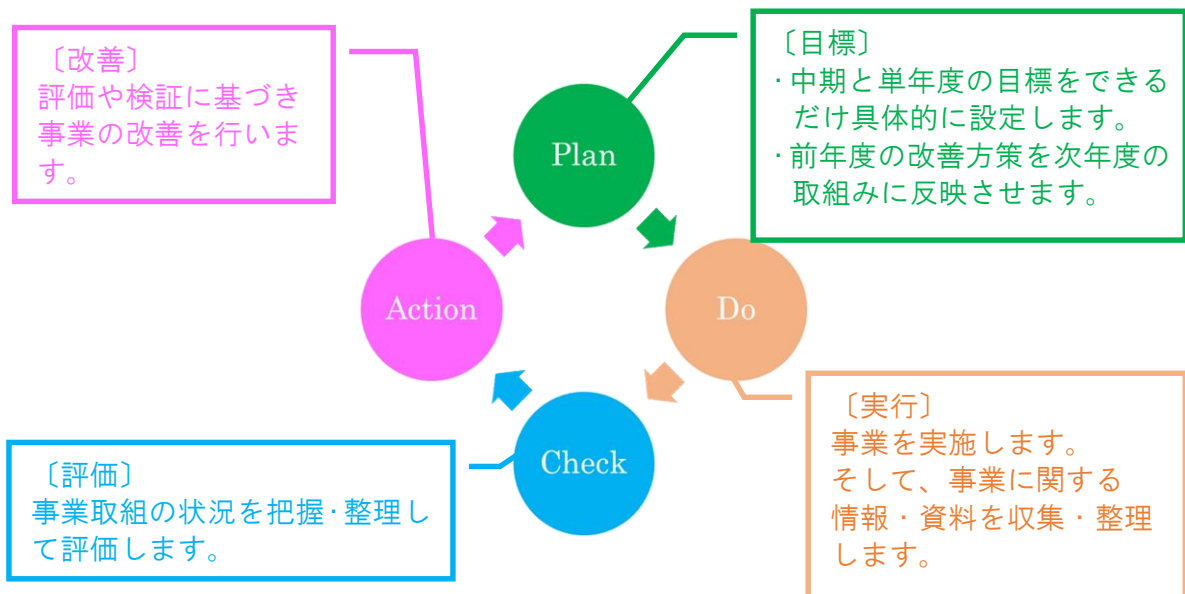 〔改善〕
評価や検証に基づき
事業の改善を行いま
す。
Plan
〔目標〕
・中期と単年度の目標をできる
だけ具体的に設定します。
・前年度の改善方策を次年度の
取組みに反映させます。
Action
Do
Check
〔評価〕
事業取組の状況を把握・整理し
て評価します。
〔実行〕
事業を実施します。
そして、事業に関する
情報・資料を収集・整理
します。